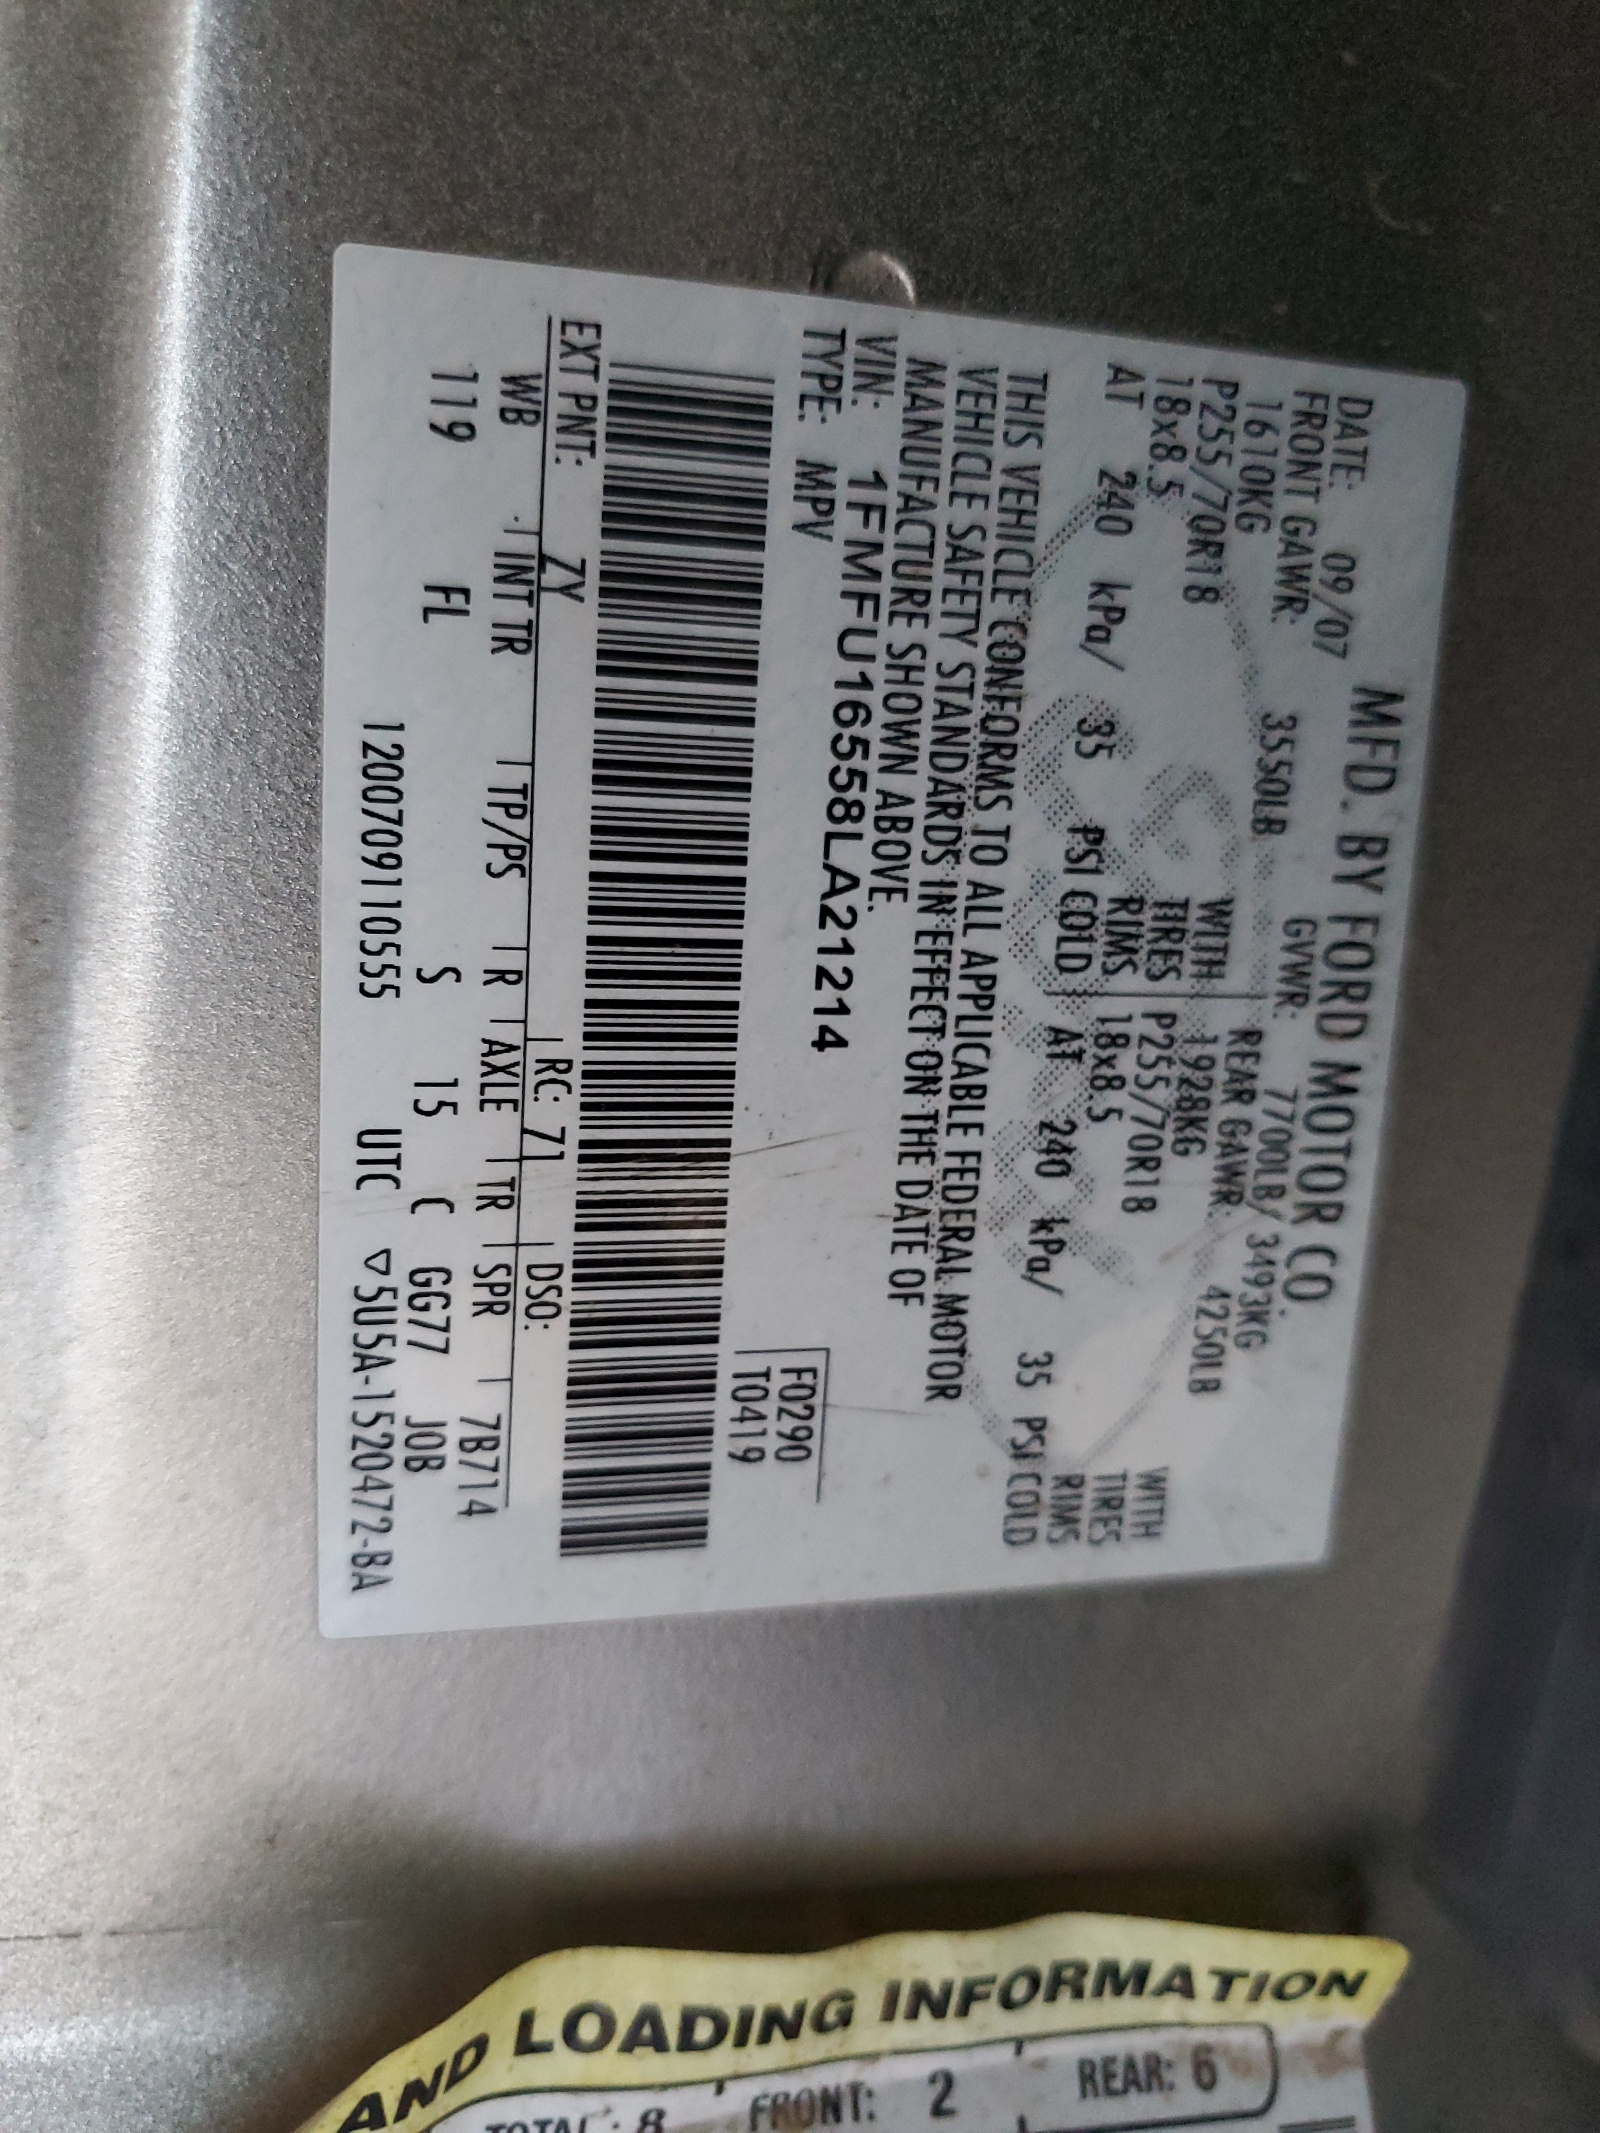 MFD. BY FORD MOTOR CO.
DATE: 09/07 GVWR: 7700LB/ 3493KG
FRONT GAWR: 3550LB REAR GAWR: 4250LB
1610KG WITH 1928KG WITH
P255/70R18 TIRES P255/70R18 TIRES
18x8.5 RIMS 18x8.5 RIMS
AT 240 kPa/ 35 PSI COLD AT 240 kPa/ 35 PSI COLD
THIS VEHICLE CONFORMS TO ALL APPLICABLE FEDERAL MOTOR
VEHICLE SAFETY STANDARDS IN EFFECT ON THE DATE OF
MANUFACTURE SHOWN ABOVE.
VIN: 1FMFU16558LA21214
TYPE: MPV
F0290
T0419
EXT PNT: ZY RC: 71 DSO:
WB INT TR TP/PS R AXLE TR SPR 7B714
119 FL S 15 C GG77 JOB
1200709110555 UTC ▽5U5A-1520472-BA
AND LOADING INFORMATION
TOTAL: 8 FRONT: 2 REAR: 6